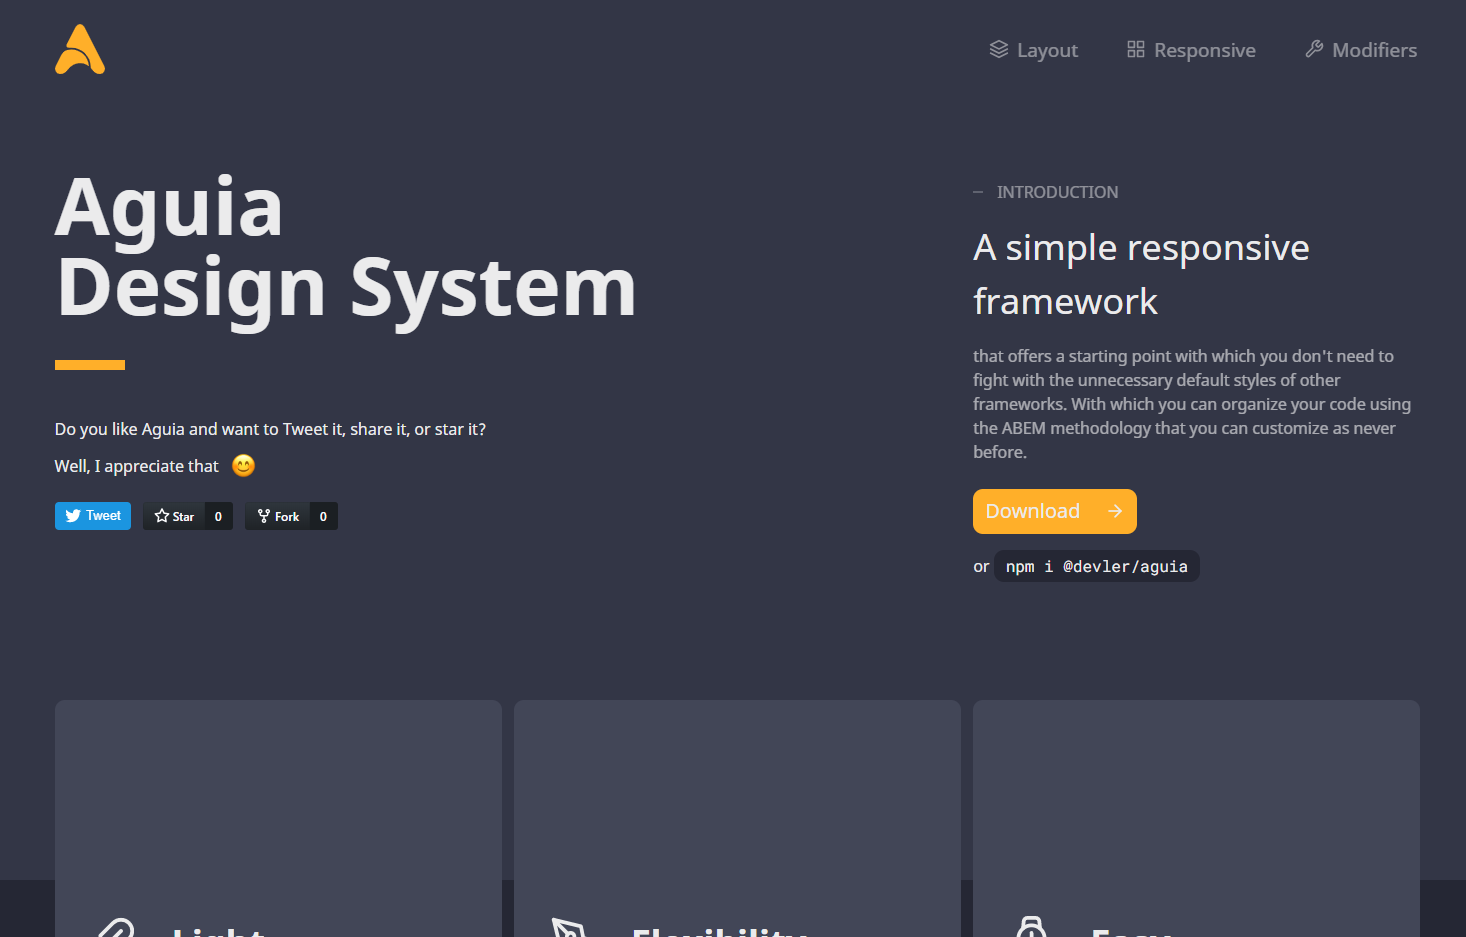 Layout
Responsive
Modifiers
Aguia
Design System
Do you like Aguia and want to Tweet it, share it, or star it?
Well, I appreciate that 😊
Tweet
Star 0
Fork 0
— INTRODUCTION
A simple responsive
framework
that offers a starting point with which you don't need to
fight with the unnecessary default styles of other
frameworks. With which you can organize your code using
the ABEM methodology that you can customize as never
before.
Download →
or npm i @devler/aguia
Light
Flexibility
Easy